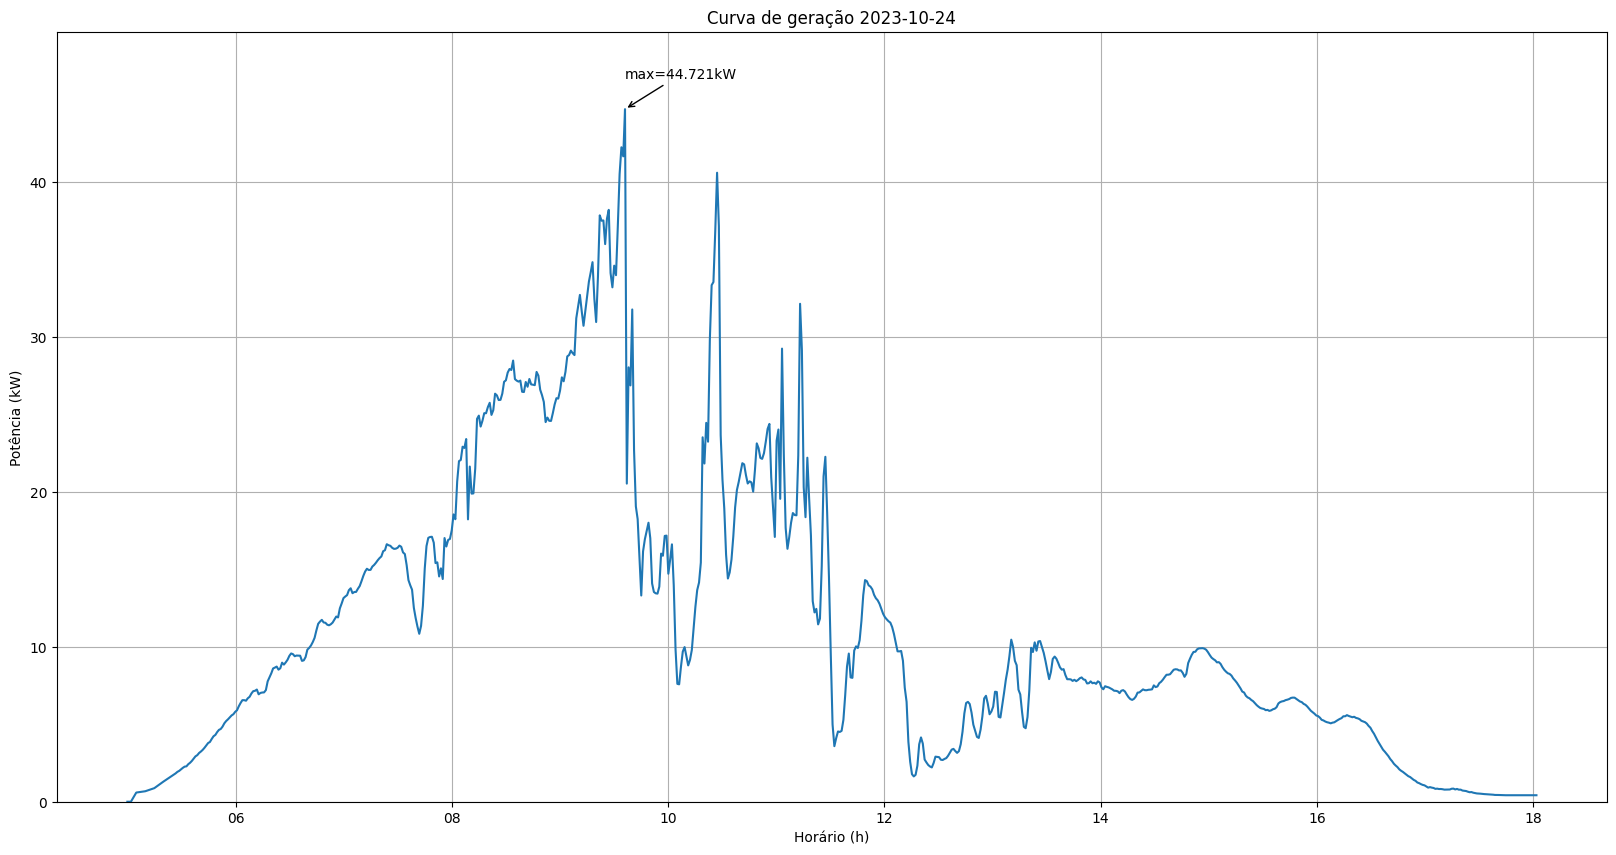 Curva de geração 2023-10-24
max=44.721kW
40
30
20
10
0
Potência (kW)
06 08 10 12 14 16 18
Horário (h)